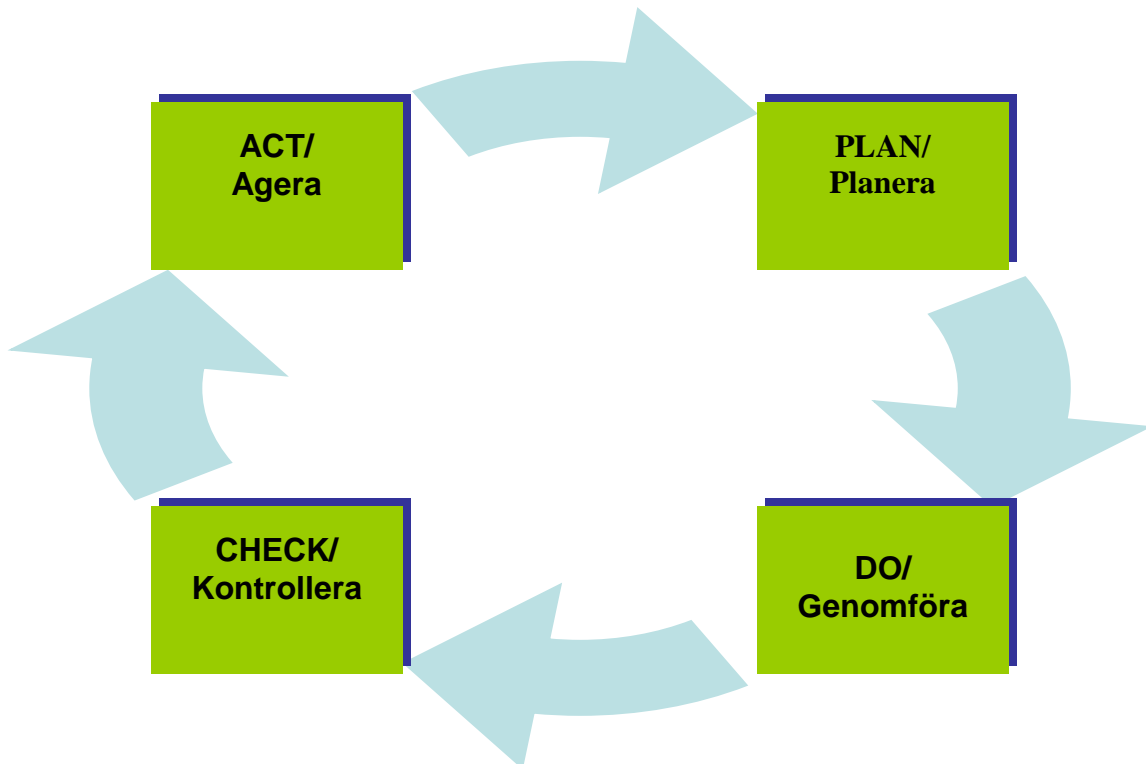 ACT/
Agera
PLAN/
Planera
CHECK/
Kontrollera
DO/
Genomföra